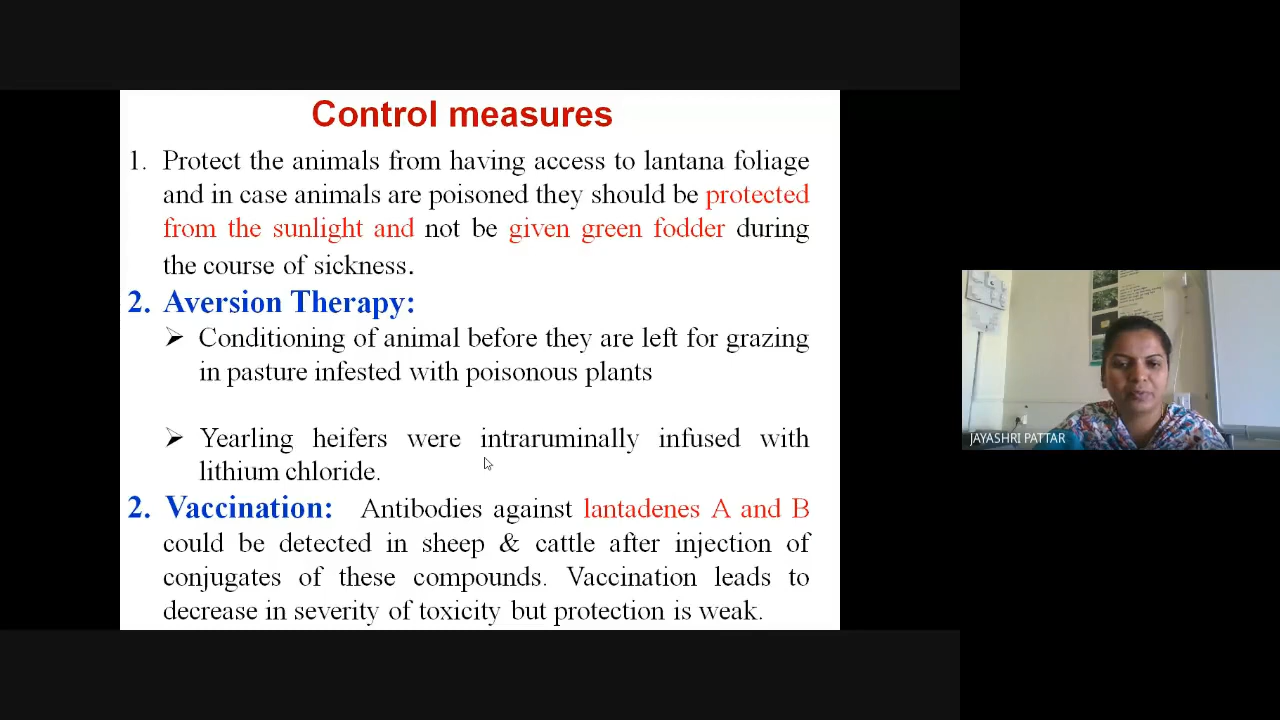 Control measures
1. Protect the animals from having access to lantana foliage
and in case animals are poisoned they should be protected
from the sunlight and not be given green fodder during
the course of sickness.
2. Aversion Therapy:
➢ Conditioning of animal before they are left for grazing
in pasture infested with poisonous plants
➢ Yearling heifers were intraruminally infused with
lithium chloride.
2. Vaccination: Antibodies against lantadenes A and B
could be detected in sheep & cattle after injection of
conjugates of these compounds. Vaccination leads to
decrease in severity of toxicity but protection is weak.
JAYASHRI PATTAR